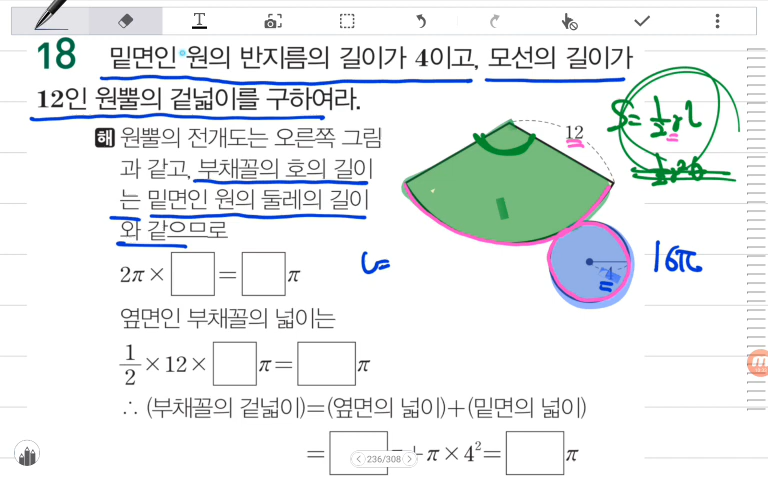 18 밑면인 원의 반지름의 길이가 4이고, 모선의 길이가
12인 원뿔의 겉넓이를 구하여라.
해 원뿔의 전개도는 오른쪽 그림
과 같고, 부채꼴의 호의 길이
는 밑면인 원의 둘레의 길이
와 같으므로
2π × □ = □ π
옆면인 부채꼴의 넓이는
1/2 × 12 × □ π = □ π
∴ (부채꼴의 겉넓이)=(옆면의 넓이)+(밑면의 넓이)
= □ + π × 4² = □ π
12
4
S = 1/2 r l
l =
16π
236/308